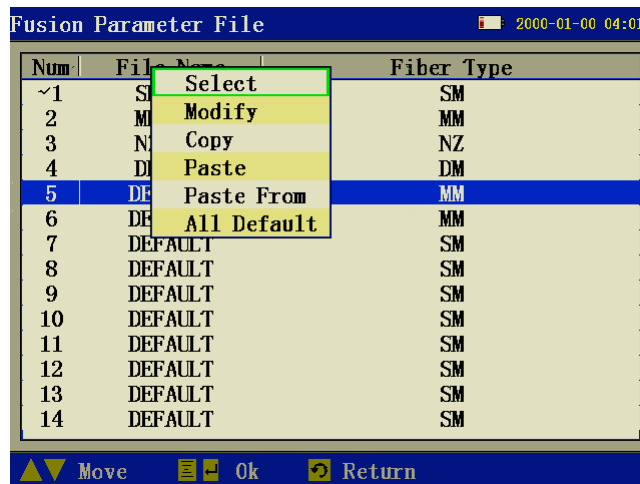 Fusion Parameter File 2000-01-00 04:01
Num File Name Fiber Type
1 SM
2 MM
3 NZ
4 DM
5 DE MM
6 DE MM
7 DEFAULT SM
8 DEFAULT SM
9 DEFAULT SM
10 DEFAULT SM
11 DEFAULT SM
12 DEFAULT SM
13 DEFAULT SM
14 DEFAULT SM
Select
Modify
Copy
Paste
Paste From
All Default
Move Ok Return